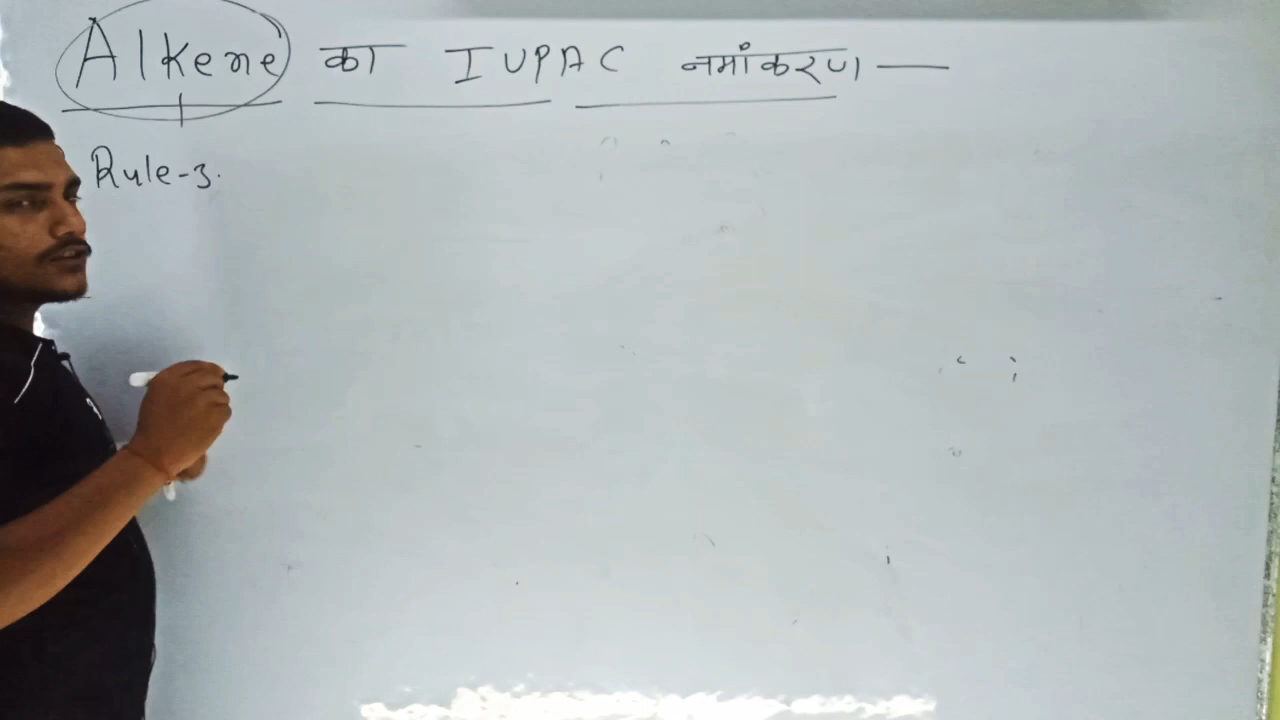 Alkene का IUPAC नमांकरण —
Rule-3.